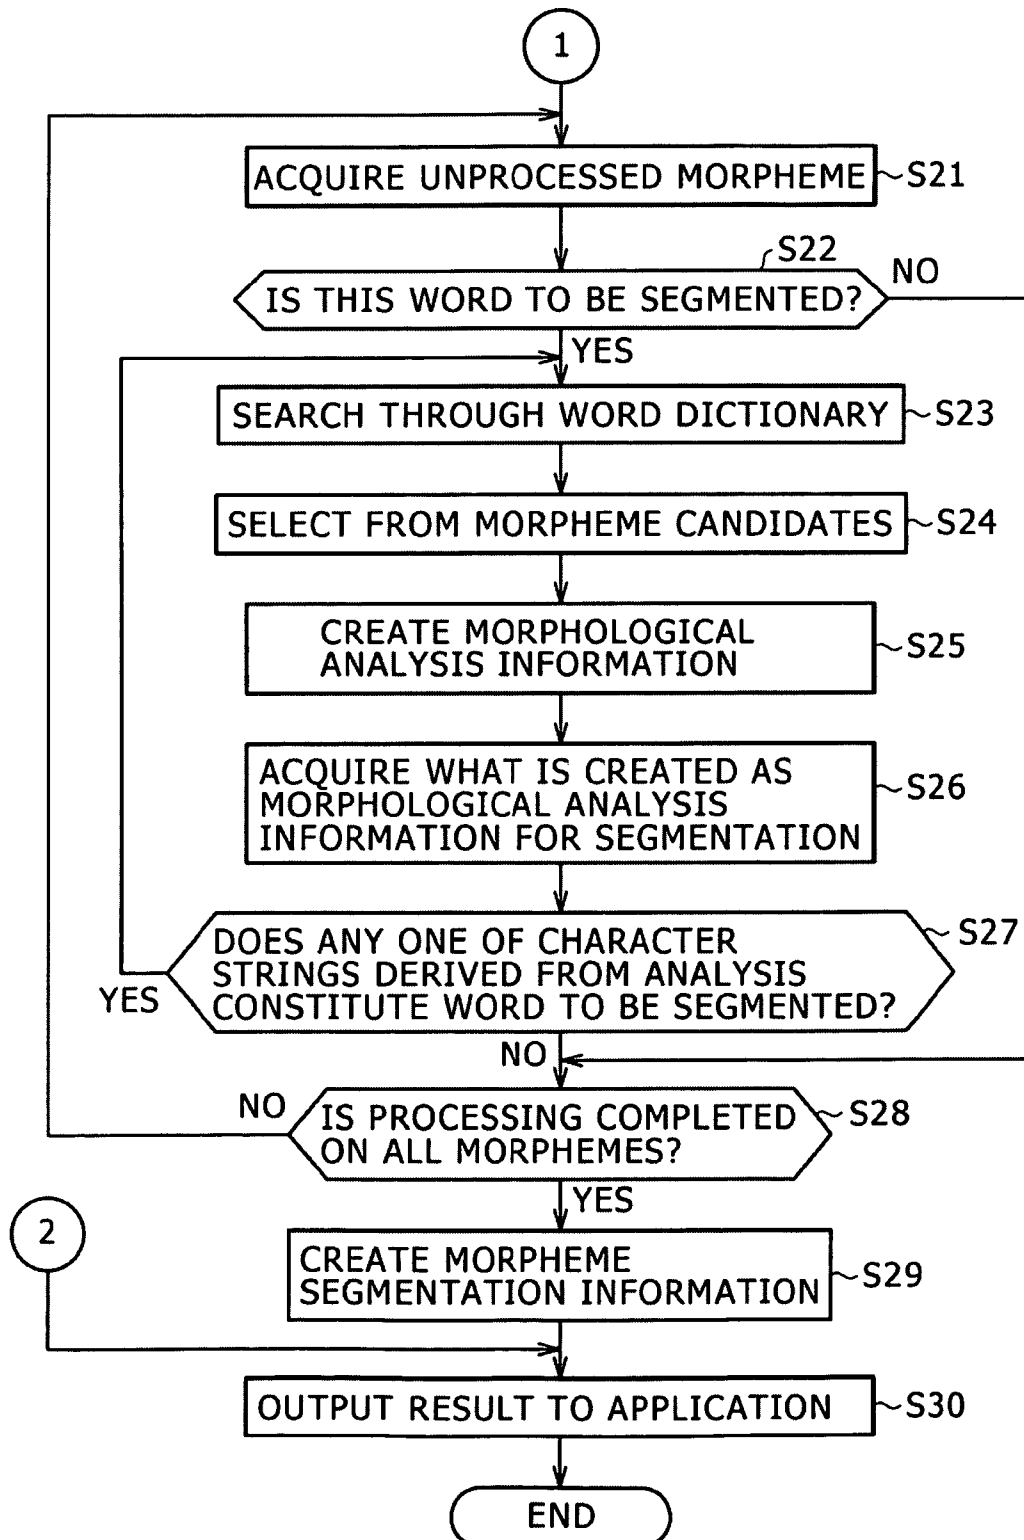 1
ACQUIRE UNPROCESSED MORPHEME
S21
S22
NO
IS THIS WORD TO BE SEGMENTED?
YES
SEARCH THROUGH WORD DICTIONARY
S23
SELECT FROM MORPHEME CANDIDATES
S24
CREATE MORPHOLOGICAL
ANALYSIS INFORMATION
S25
ACQUIRE WHAT IS CREATED AS
MORPHOLOGICAL ANALYSIS
INFORMATION FOR SEGMENTATION
S26
DOES ANY ONE OF CHARACTER
STRINGS DERIVED FROM ANALYSIS
CONSTITUTE WORD TO BE SEGMENTED?
S27
YES
NO
NO
IS PROCESSING COMPLETED
ON ALL MORPHEMES?
S28
YES
2
CREATE MORPHEME
SEGMENTATION INFORMATION
S29
OUTPUT RESULT TO APPLICATION
S30
END